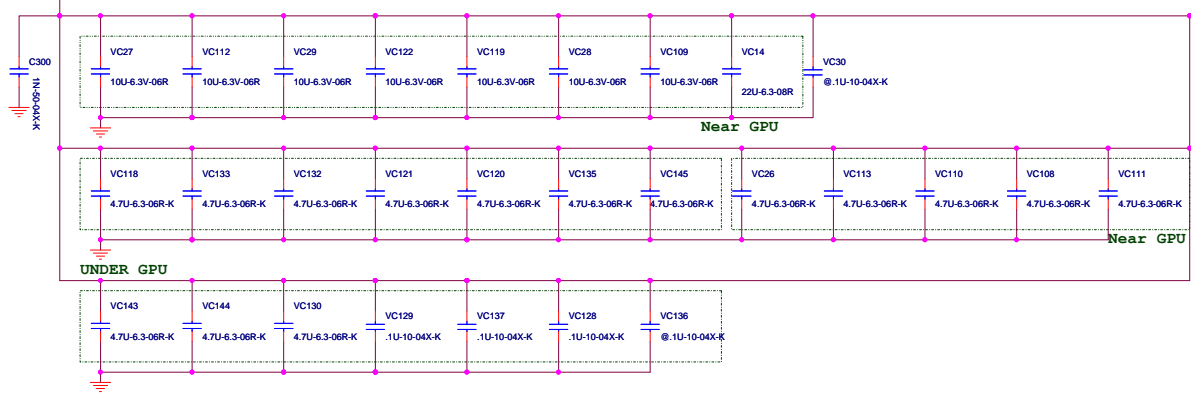 C300
1N-50-04X-K
VC27
10U-6.3V-06R
VC112
10U-6.3V-06R
VC29
10U-6.3V-06R
VC122
10U-6.3V-06R
VC119
10U-6.3V-06R
VC28
10U-6.3V-06R
VC109
10U-6.3V-06R
VC14
22U-6.3-08R
VC30
@.1U-10-04X-K
Near GPU
VC118
4.7U-6.3-06R-K
VC133
4.7U-6.3-06R-K
VC132
4.7U-6.3-06R-K
VC121
4.7U-6.3-06R-K
VC120
4.7U-6.3-06R-K
VC135
4.7U-6.3-06R-K
VC145
4.7U-6.3-06R-K
VC26
4.7U-6.3-06R-K
VC113
4.7U-6.3-06R-K
VC110
4.7U-6.3-06R-K
VC108
4.7U-6.3-06R-K
VC111
4.7U-6.3-06R-K
Near GPU
UNDER GPU
VC143
4.7U-6.3-06R-K
VC144
4.7U-6.3-06R-K
VC130
4.7U-6.3-06R-K
VC129
.1U-10-04X-K
VC137
.1U-10-04X-K
VC128
.1U-10-04X-K
VC136
@.1U-10-04X-K